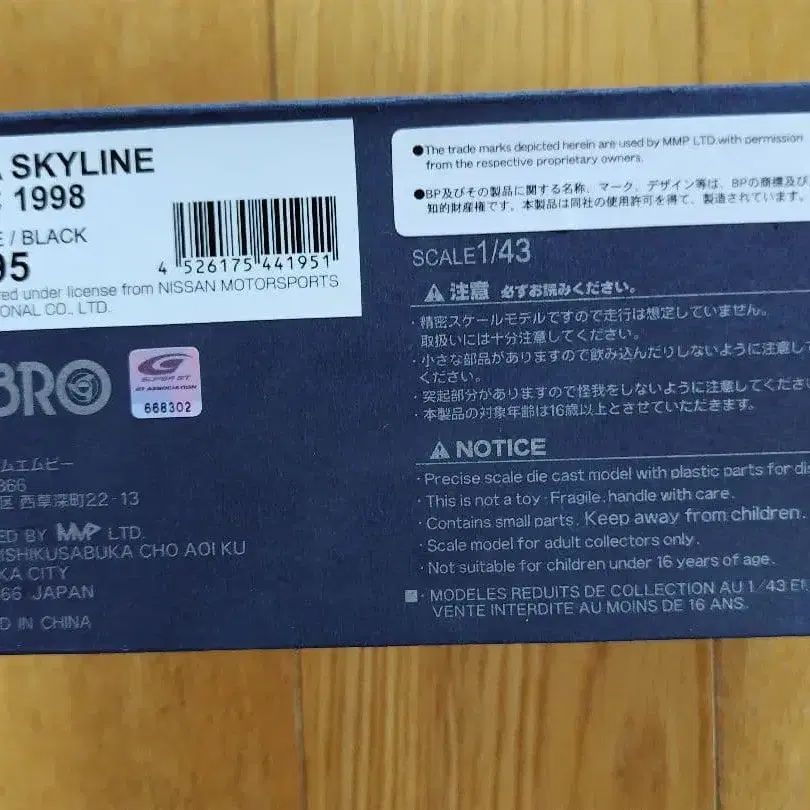 A SKYLINE
1998
/ BLACK
95
4 526175 441951
red under license from NISSAN MOTORSPORTS
ONAL CO., LTD.
BRO
SUPER GT
GT ASSOCIATION
668302
ムエムピー
366
区 西草深町22-13
ED BY MMP LTD.
ISHIKUSABUKA CHO AOI KU
KA CITY
66 JAPAN
D IN CHINA
●The trade marks depicted herein are used by MMP LTD.with permission
from the respective proprietary owners.
●BP及びその製品に関する名称、マーク、デザイン等は、BPの商標及び
知的財産権です。本製品は同社の使用許可を得て、製造されています。
SCALE1/43
注意 必ずお読みください。
・精密スケールモデルですので走行は想定していません。
取扱いには十分注意してください。
・小さな部品がありますので飲み込んだりしないように注意して
ください。
・突起部分がありますので怪我をしないように注意してくださ
・本製品の対象年齢は16歳以上とさせていただきます。
NOTICE
・Precise scale die cast model with plastic parts for dis
・This is not a toy・Fragile, handle with care.
・Contains small parts. Keep away from children.
・Scale model for adult collectors only.
・Not suitable for children under 16 years of age.
・MODELES REDUITS DE COLLECTION AU 1/43 E
VENTE INTERDITE AU MOINS DE 16 ANS.